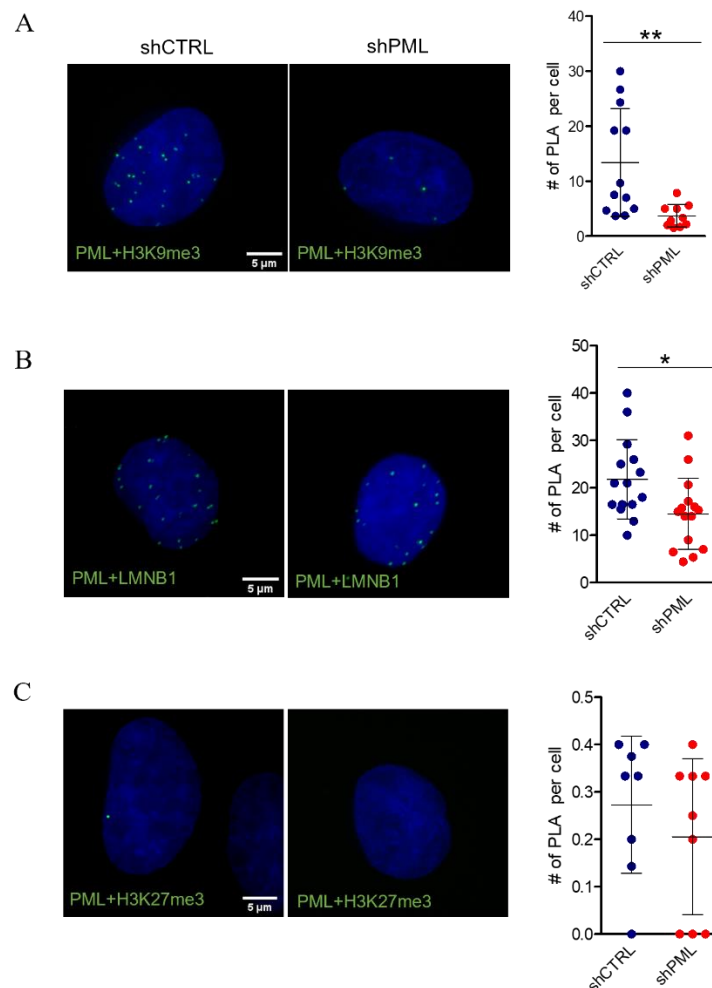 A
shCTRL
shPML
PML+H3K9me3
5 µm
PML+H3K9me3
# of PLA per cell
40
30
20
10
0
**
shCTRL
shPML
B
PML+LMNB1
5 µm
PML+LMNB1
# of PLA per cell
50
40
30
20
10
0
*
shCTRL
shPML
C
PML+H3K27me3
5 µm
PML+H3K27me3
# of PLA per cell
0.5
0.4
0.3
0.2
0.1
0.0
shCTRL
shPML